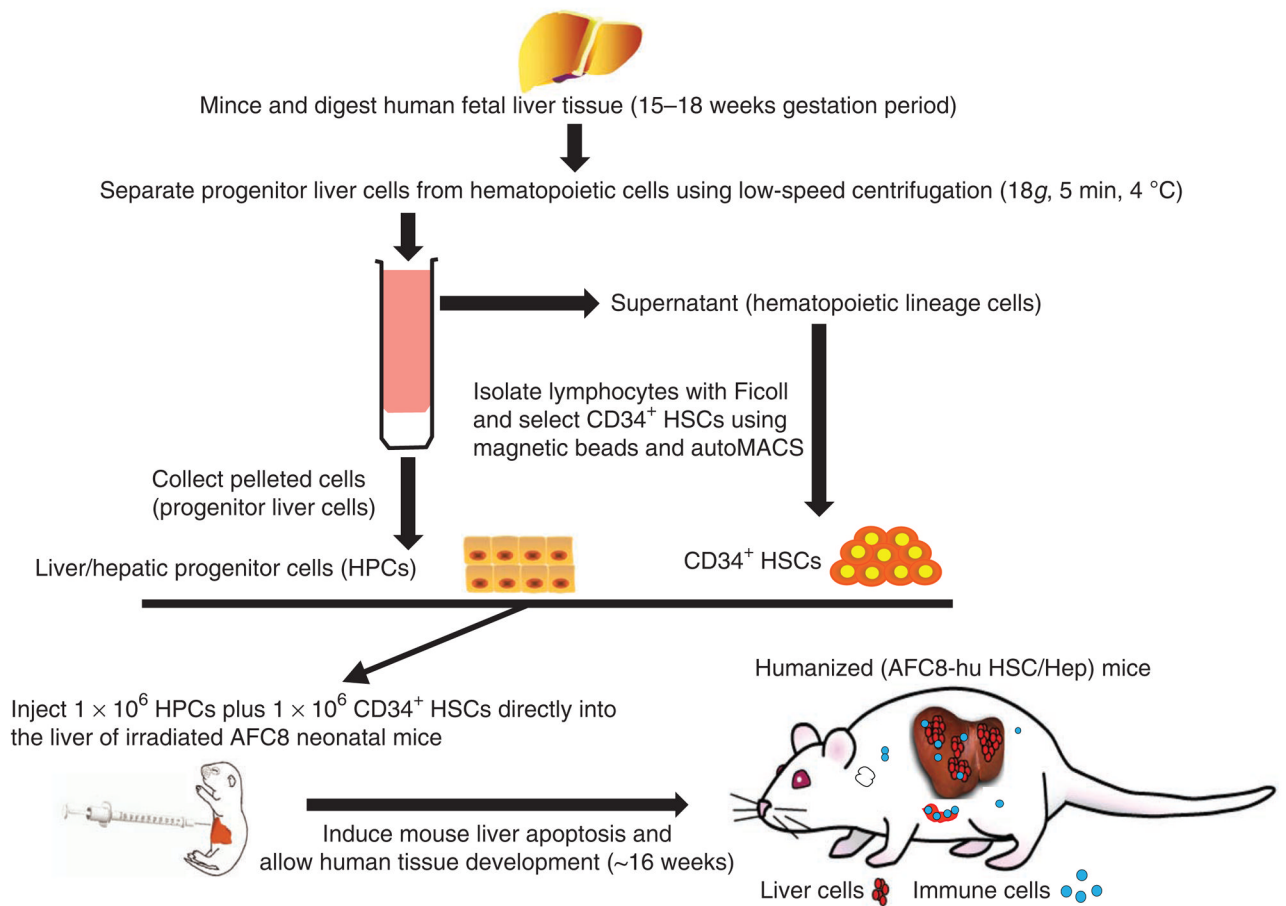 Mince and digest human fetal liver tissue (15–18 weeks gestation period)
Separate progenitor liver cells from hematopoietic cells using low-speed centrifugation (18g, 5 min, 4 °C)
Supernatant (hematopoietic lineage cells)
Isolate lymphocytes with Ficoll
and select CD34⁺ HSCs using
magnetic beads and autoMACS
Collect pelleted cells
(progenitor liver cells)
Liver/hepatic progenitor cells (HPCs)
CD34⁺ HSCs
Inject 1 × 10⁶ HPCs plus 1 × 10⁶ CD34⁺ HSCs directly into
the liver of irradiated AFC8 neonatal mice
Humanized (AFC8-hu HSC/Hep) mice
Induce mouse liver apoptosis and
allow human tissue development (~16 weeks)
Liver cells
Immune cells